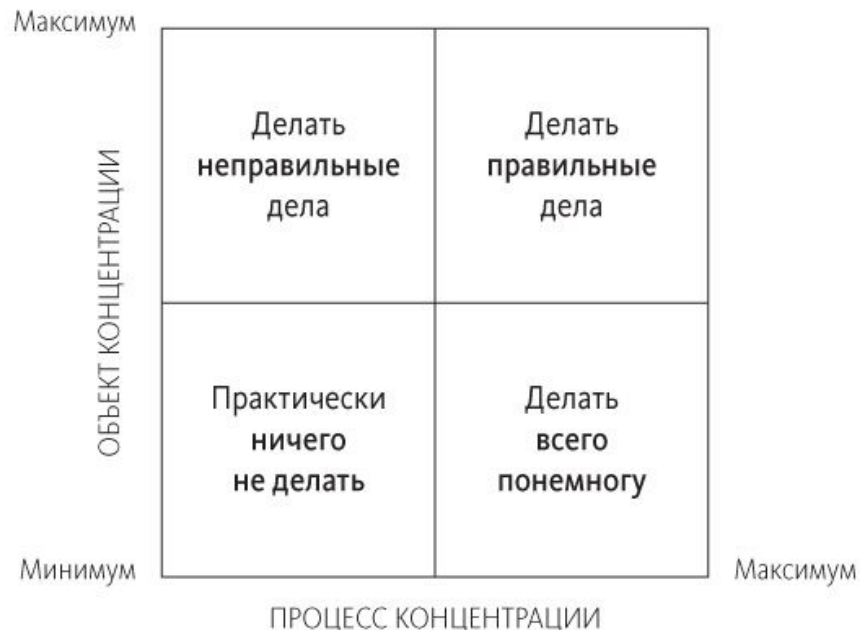 Максимум
Делать
неправильные
дела
Делать
правильные
дела
ОБЪЕКТ КОНЦЕНТРАЦИИ
Практически
ничего
не делать
Делать
всего
понемногу
Минимум
Максимум
ПРОЦЕСС КОНЦЕНТРАЦИИ